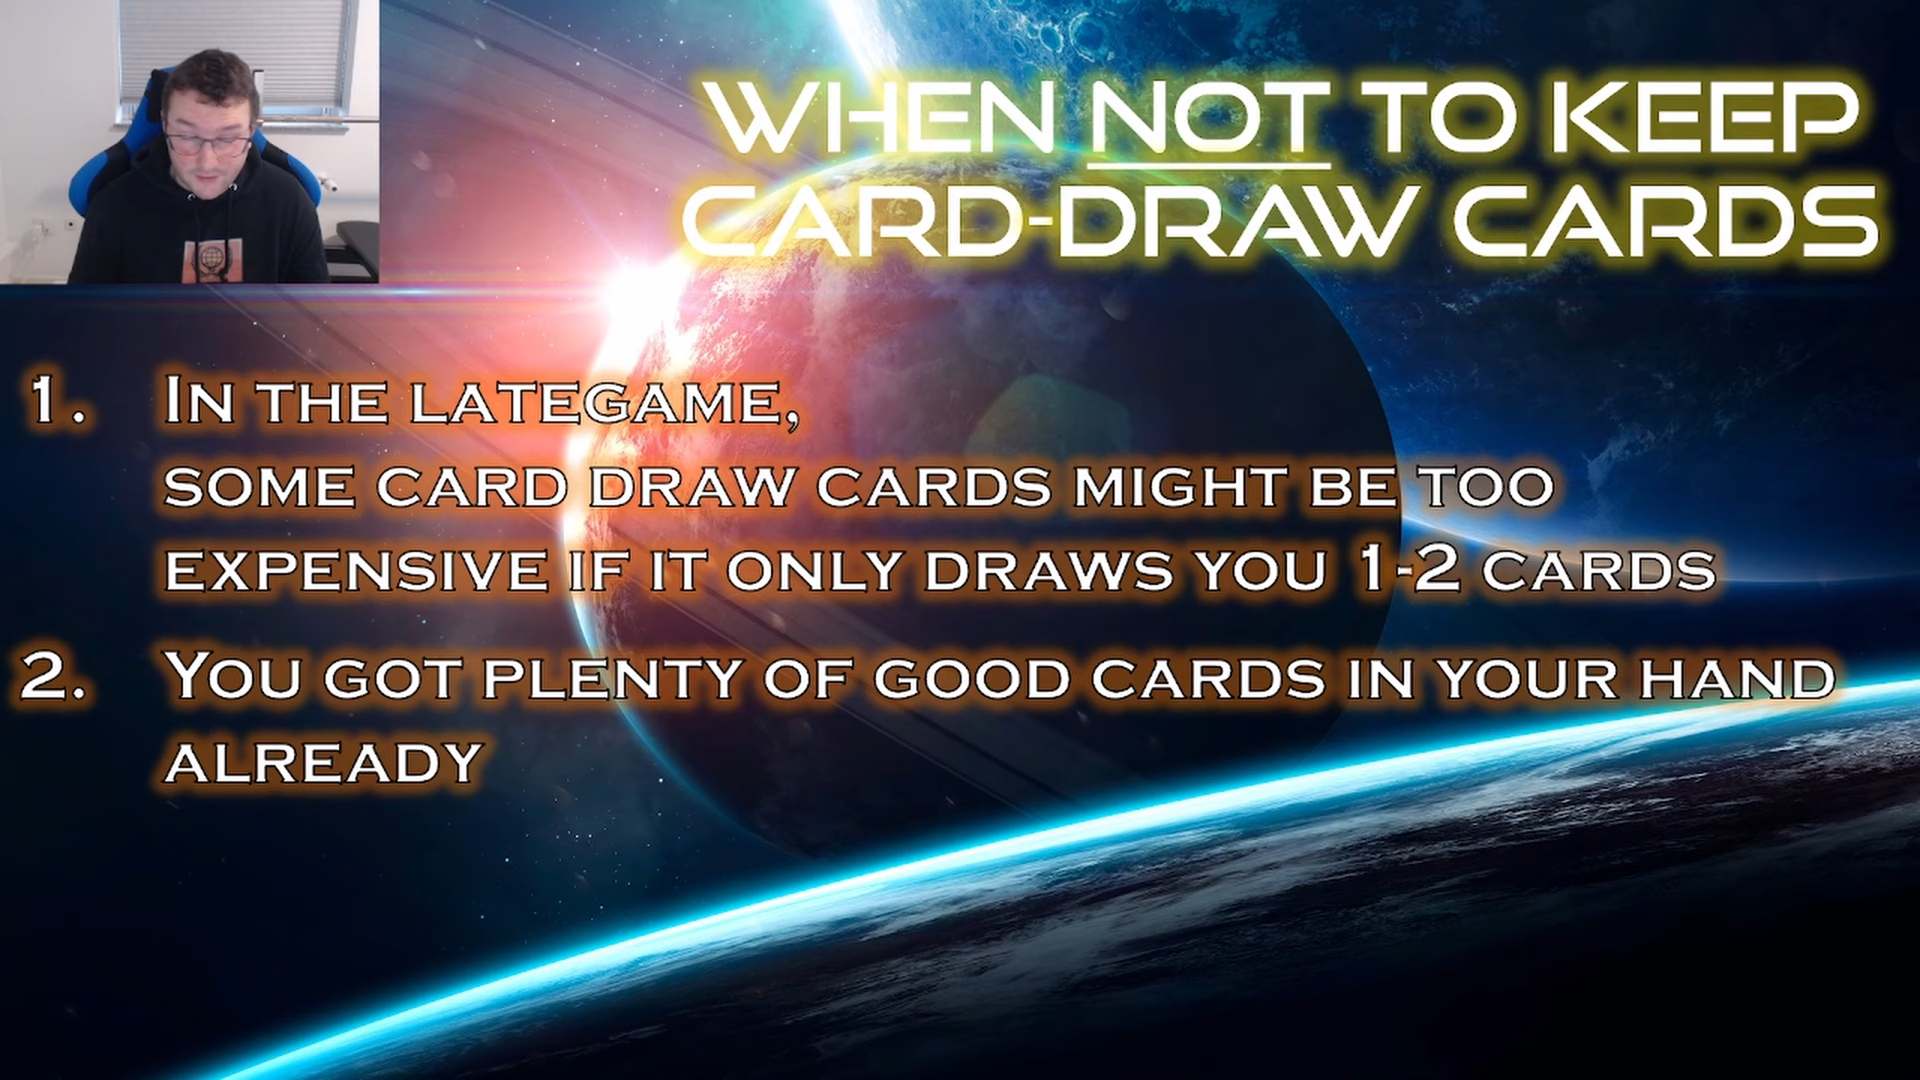 WHEN NOT TO KEEP
CARD-DRAW CARDS
1. IN THE LATEGAME,
SOME CARD DRAW CARDS MIGHT BE TOO
EXPENSIVE IF IT ONLY DRAWS YOU 1-2 CARDS
2. YOU GOT PLENTY OF GOOD CARDS IN YOUR HAND
ALREADY